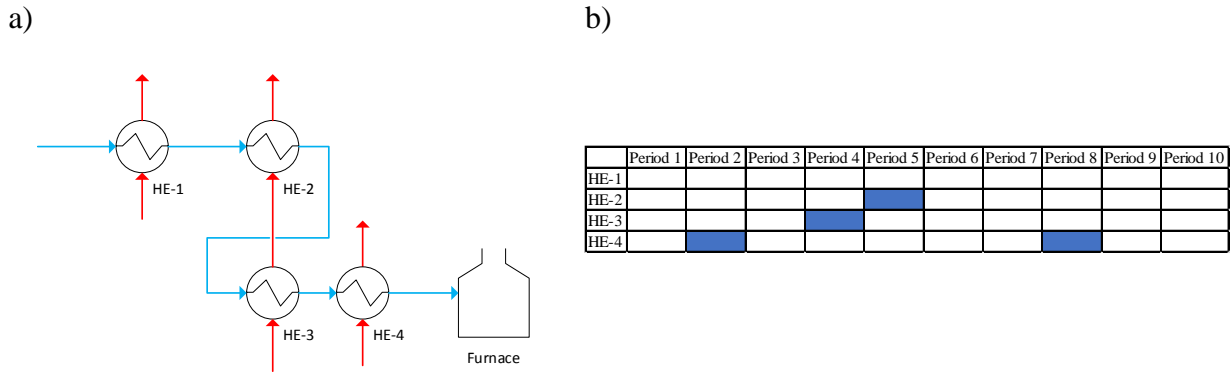 a)
b)
HE-1
HE-2
HE-3
HE-4
Furnace
Period 1 Period 2 Period 3 Period 4 Period 5 Period 6 Period 7 Period 8 Period 9 Period 10
HE-1
HE-2
HE-3
HE-4